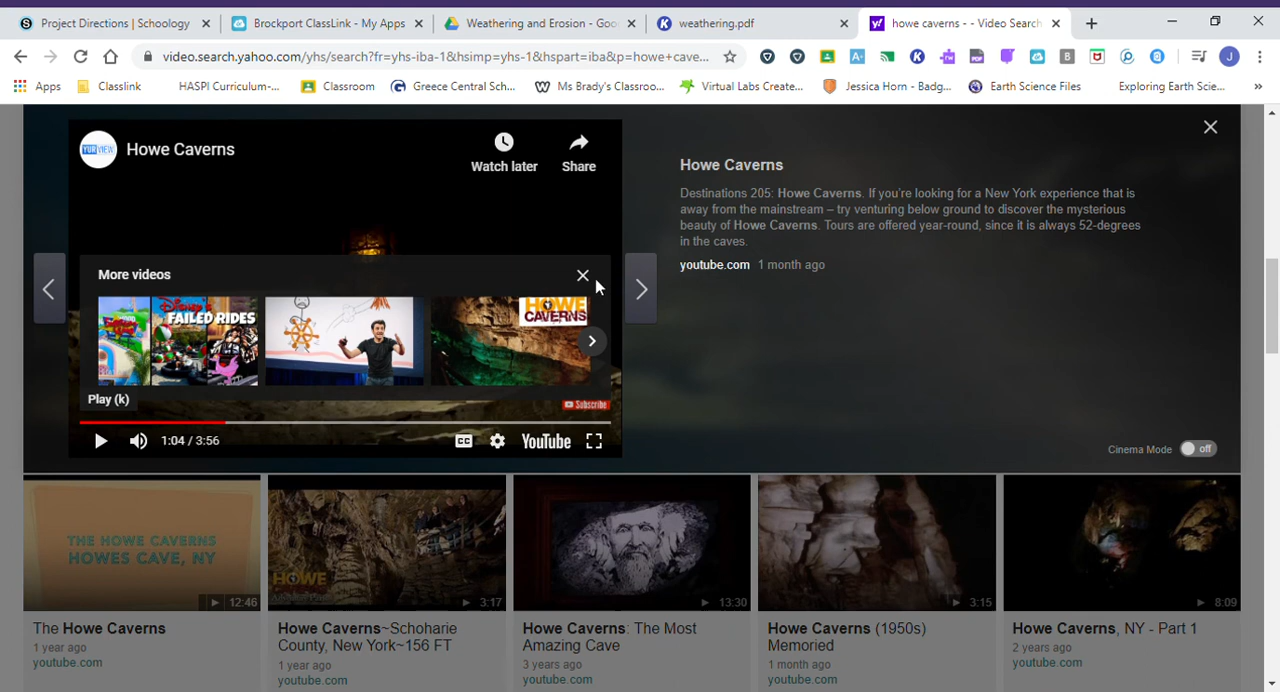 Project Directions | Schoology
Brockport ClassLink - My Apps
Weathering and Erosion - Goo
weathering.pdf
howe caverns - - Video Search
video.search.yahoo.com/yhs/search?fr=yhs-iba-1&hsimp=yhs-1&hspart=iba&p=howe+cave...
Apps
Classlink
HASPI Curriculum-...
Classroom
Greece Central Sch...
Ms Brady's Classroo...
Virtual Labs Create...
Jessica Horn - Badg...
Earth Science Files
Exploring Earth Scie...
YURVIEW
Howe Caverns
Watch later
Share
More videos
DISNEY'S
FAILED RIDES
HOWE
CAVERNS
Play (k)
Subscribe
1:04 / 3:56
CC
YouTube
Howe Caverns
Destinations 205: Howe Caverns. If you're looking for a New York experience that is
away from the mainstream – try venturing below ground to discover the mysterious
beauty of Howe Caverns. Tours are offered year-round, since it is always 52-degrees
in the caves.
youtube.com 1 month ago
Cinema Mode off
THE HOWE CAVERNS
HOWES CAVE, NY
12:46
The Howe Caverns
1 year ago
youtube.com
HOWE
3:17
Howe Caverns~Schoharie
County, New York~156 FT
1 year ago
youtube.com
13:30
Howe Caverns: The Most
Amazing Cave
3 years ago
youtube.com
3:15
Howe Caverns (1950s)
Memoried
1 month ago
youtube.com
8:09
Howe Caverns, NY - Part 1
2 years ago
youtube.com